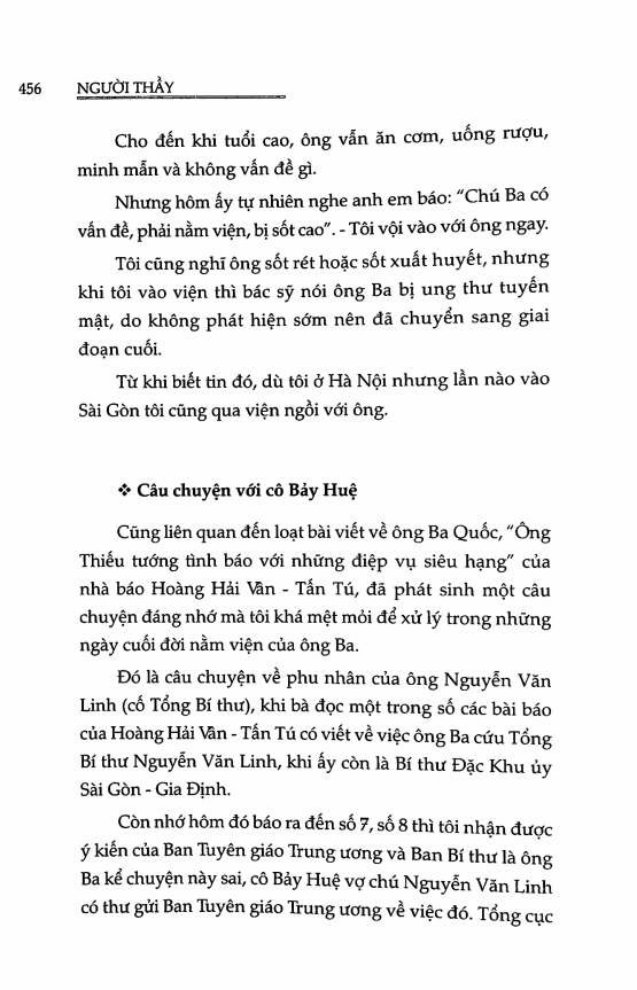 456 NGƯỜI THẦY
Cho đến khi tuổi cao, ông vẫn ăn cơm, uống rượu,
minh mẫn và không vấn đề gì.
Nhưng hôm ấy tự nhiên nghe anh em báo: "Chú Ba có
vấn đề, phải nằm viện, bị sốt cao". - Tôi vội vào với ông ngay.
Tôi cũng nghĩ ông sốt rét hoặc sốt xuất huyết, nhưng
khi tôi vào viện thì bác sỹ nói ông Ba bị ung thư tuyến
mật, do không phát hiện sớm nên đã chuyển sang giai
đoạn cuối.
Từ khi biết tin đó, dù tôi ở Hà Nội nhưng lần nào vào
Sài Gòn tôi cũng qua viện ngồi với ông.
❖ Câu chuyện với cô Bảy Huệ
Cũng liên quan đến loạt bài viết về ông Ba Quốc, "Ông
Thiếu tướng tình báo với những điệp vụ siêu hạng" của
nhà báo Hoàng Hải Vân - Tấn Tú, đã phát sinh một câu
chuyện đáng nhớ mà tôi khá mệt mỏi để xử lý trong những
ngày cuối đời nằm viện của ông Ba.
Đó là câu chuyện về phu nhân của ông Nguyễn Văn
Linh (cố Tổng Bí thư), khi bà đọc một trong số các bài báo
của Hoàng Hải Vân - Tấn Tú có viết về việc ông Ba cứu Tổng
Bí thư Nguyễn Văn Linh, khi ấy còn là Bí thư Đặc Khu ủy
Sài Gòn - Gia Định.
Còn nhớ hôm đó báo ra đến số 7, số 8 thì tôi nhận được
ý kiến của Ban Tuyên giáo Trung ương và Ban Bí thư là ông
Ba kể chuyện này sai, cô Bảy Huệ vợ chú Nguyễn Văn Linh
có thư gửi Ban Tuyên giáo Trung ương về việc đó. Tổng cục